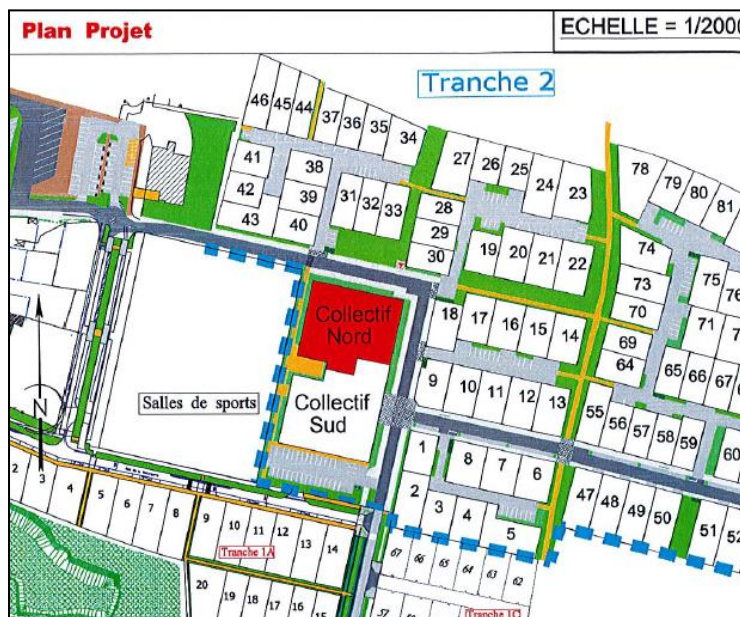 Plan Projet
ECHELLE = 1/2000
Tranche 2
46 45 44 37 36 35 34
27 26 25 24 23
78 79 80 81
41 38
42 39 31 32 33 28
43 40 29
30
19 20 21 22
74
73
70
75
76
71
Collectif
Nord
18 17 16 15 14
69
64
65 66 67
9 10 11 12 13
55 56 57 58 59
60
Salles de sports
Collectif
Sud
N
1
8 7 6
2 3 4
5
47 48 49 50
51 52
2 3 4 5 6 7 8
9 10 11 12 13 14
Tranche 1A
67 66 65 64 63 62
20 19 18 17 16 15
57
Tranche 1C